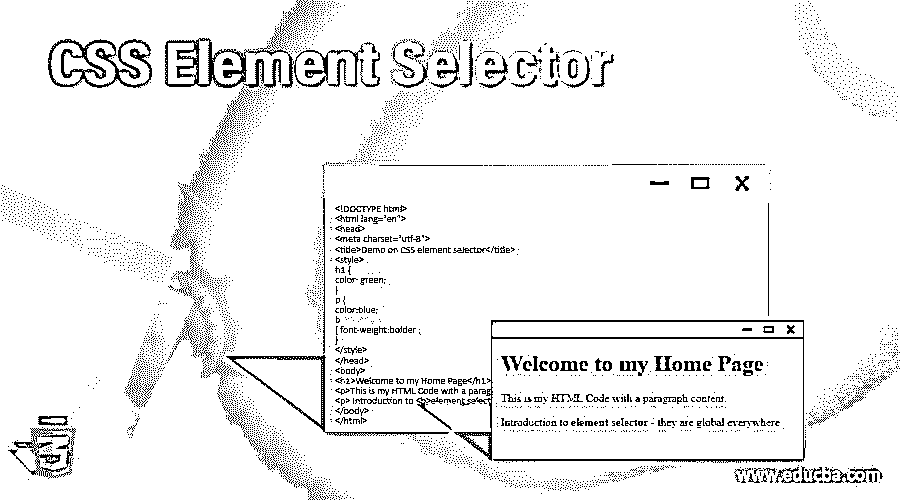 CSS Element Selector
<!DOCTYPE html>
<html lang="en">
<head>
<meta charset="utf-8">
<title>Demo on CSS element selector</title>
<style>
h1 {
color: green;
}
p {
color:blue;
b
{ font-weight:bolder ;
}
</style>
</head>
<body>
<h1>Welcome to my Home Page</h1>
<p>This is my HTML Code with a parag
<p> Introduction to <b>element select
</body>
</html>
Welcome to my Home Page
This is my HTML Code with a paragraph content.
Introduction to element selector - they are global everywhere
www.educba.com